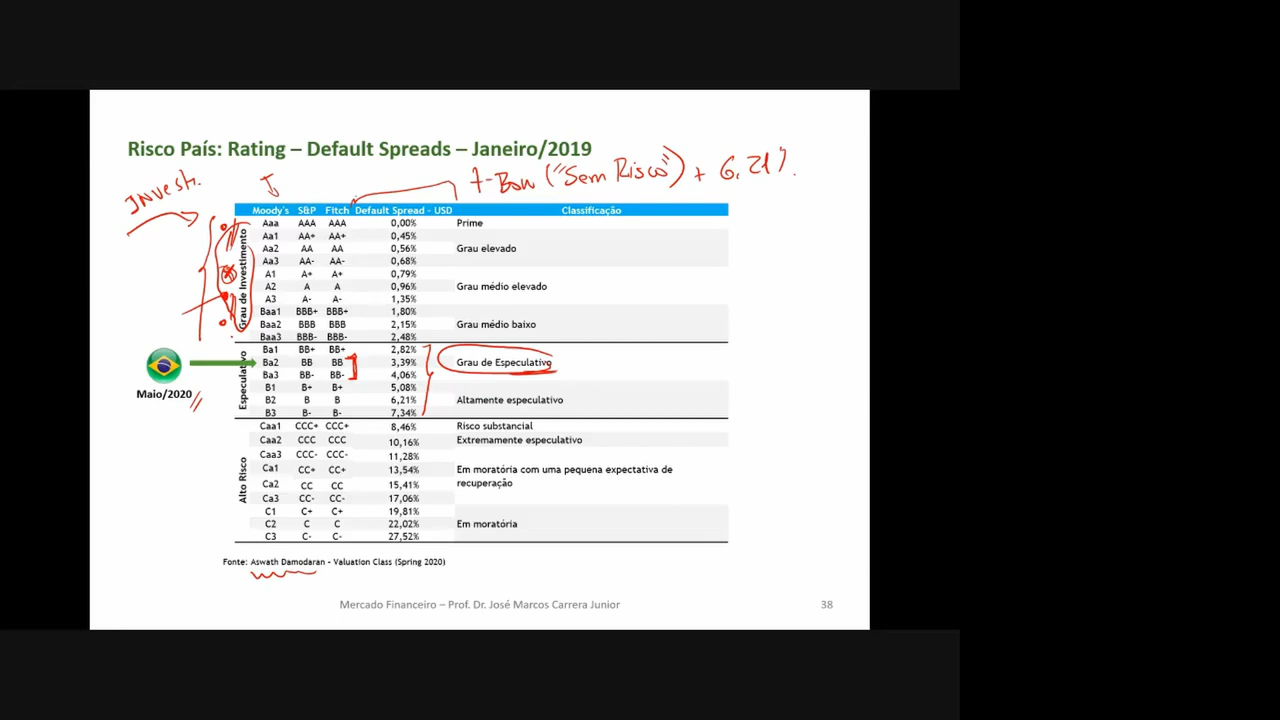 Risco País: Rating – Default Spreads – Janeiro/2019
T-Bond ("Sem Risco") + 6,21%.
Investi.
Moody's S&P Fitch Default Spread - USD Classificação
Aaa AAA AAA 0,00% Prime
Aa1 AA+ AA+ 0,45%
Aa2 AA AA 0,56% Grau elevado
Aa3 AA- AA- 0,68%
A1 A+ A+ 0,79%
A2 A A 0,96% Grau médio elevado
A3 A- A- 1,35%
Baa1 BBB+ BBB+ 1,80%
Baa2 BBB BBB 2,15% Grau médio baixo
Baa3 BBB- BBB- 2,48%
Grau de Investimento
Ba1 BB+ BB+ 2,82%
Ba2 BB BB 3,39% Grau de Especulativo
Ba3 BB- BB- 4,06%
B1 B+ B+ 5,08%
B2 B B 6,21% Altamente especulativo
B3 B- B- 7,34%
Especulativo
Maio/2020
Caa1 CCC+ CCC+ 8,46% Risco substancial
Caa2 CCC CCC 10,16% Extremamente especulativo
Caa3 CCC- CCC- 11,28%
Ca1 CC+ CC+ 13,54% Em moratória com uma pequena expectativa de
Ca2 CC CC 15,41% recuperação
Ca3 CC- CC- 17,06%
C1 C+ C+ 19,81%
C2 C C 22,02% Em moratória
C3 C- C- 27,52%
Alto Risco
Fonte: Aswath Damodaran - Valuation Class (Spring 2020)
Mercado Financeiro – Prof. Dr. José Marcos Carrera Junior
38